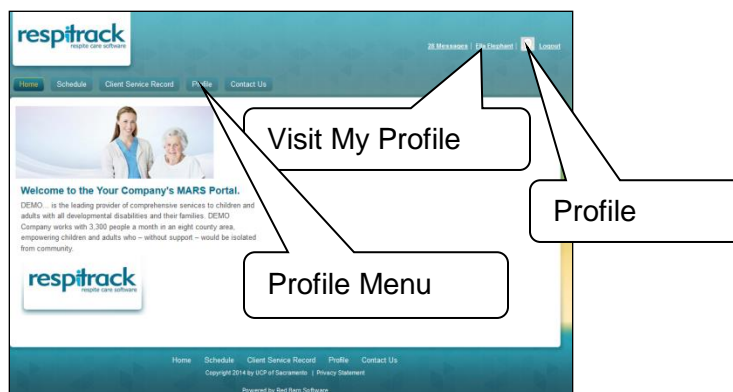 respitrack
respite care software
28 Messages | Ella Elephant | Logout
Home Schedule Client Service Record Profile Contact Us
Visit My Profile
Profile
Profile Menu
Welcome to the Your Company's MARS Portal.
DEMO... is the leading provider of comprehensive services to children and
adults with all developmental disabilities and their families. DEMO
Company works with 3,300 people a month in an eight county area,
empowering children and adults who – without support – would be isolated
from community.
respitrack
respite care software
Home Schedule Client Service Record Profile Contact Us
Copyright 2014 by UCP of Sacramento | Privacy Statement
Powered by Red Barn Software